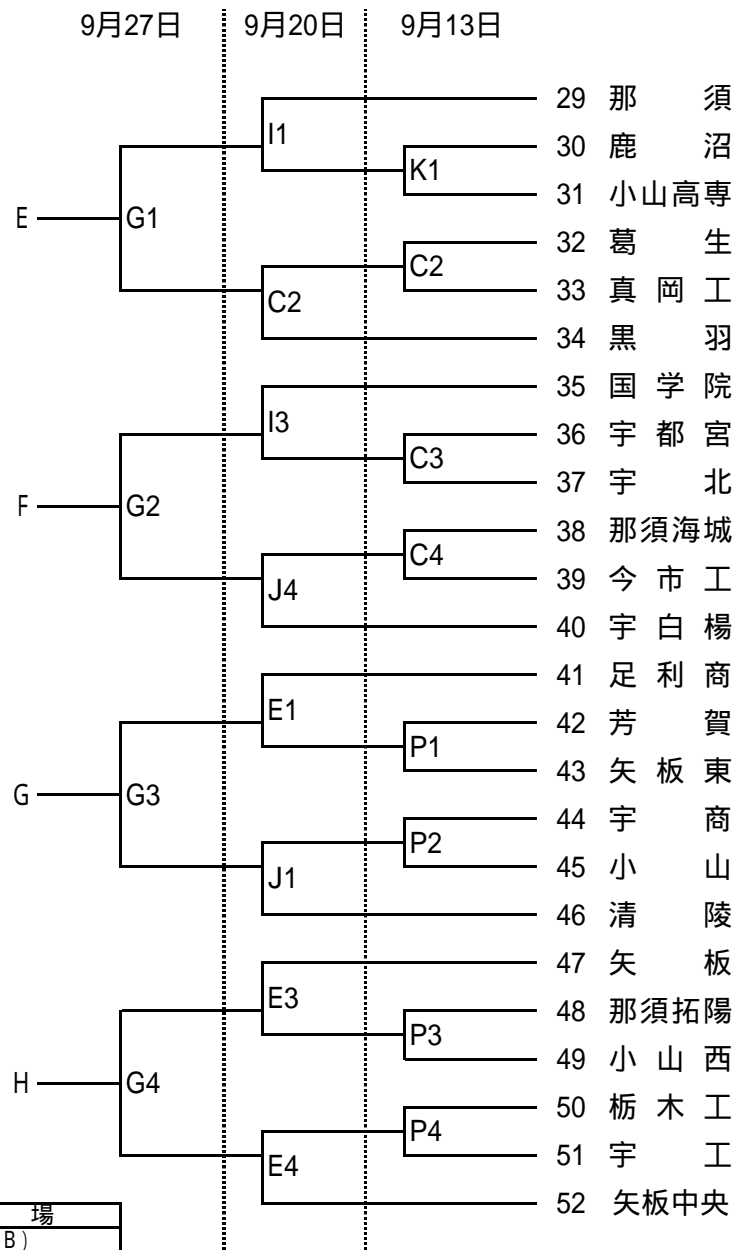 9月27日 9月20日 9月13日
29 那須
I1
30 鹿沼
K1
31 小山高専
E G1
32 葛生
C2
33 真岡工
C2
34 黒羽
35 国学院
I3
36 宇都宮
C3
37 宇北
F G2
38 那須海城
C4
39 今市工
J4
40 宇白楊
41 足利商
E1
42 芳賀
P1
43 矢板東
G G3
44 宇商
P2
45 小山
J1
46 清陵
47 矢板
E3
48 那須拓陽
P3
49 小山西
H G4
50 栃木工
P4
51 宇工
E4
52 矢板中央
場
B）